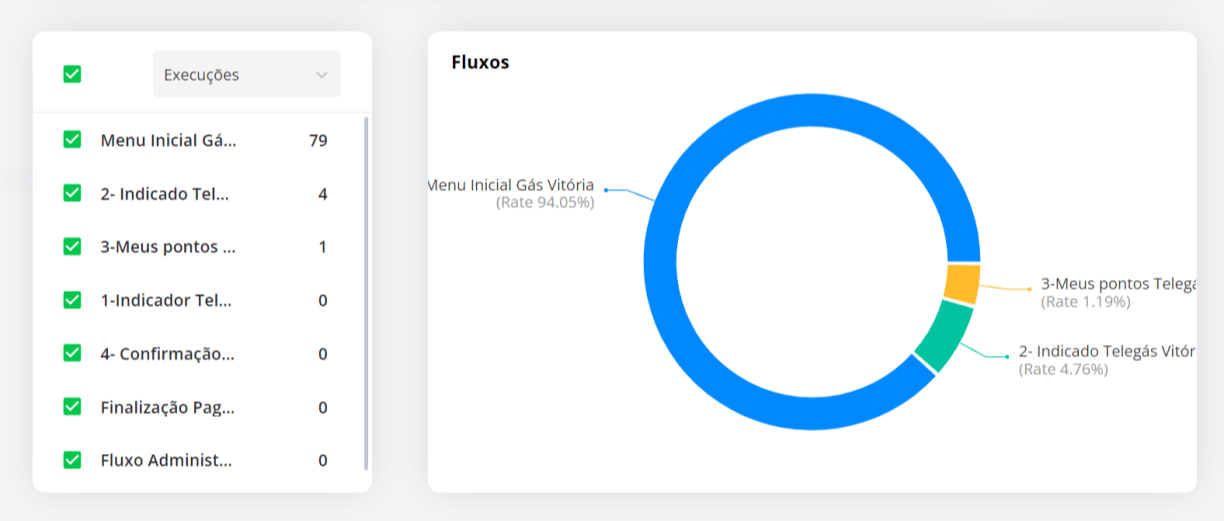 Execuções
Menu Inicial Gá... 79
2- Indicado Tel... 4
3-Meus pontos ... 1
1-Indicador Tel... 0
4- Confirmação... 0
Finalização Pag... 0
Fluxo Administ... 0
Fluxos
Menu Inicial Gás Vitória
(Rate 94.05%)
3-Meus pontos Telegá
(Rate 1.19%)
2- Indicado Telegás Vitór
(Rate 4.76%)